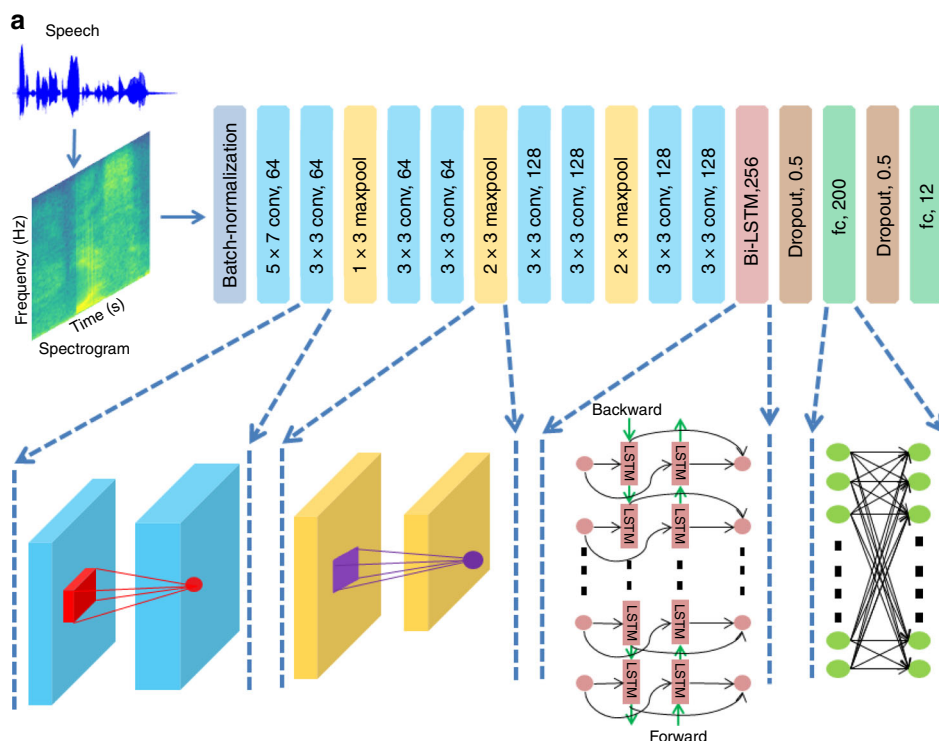 a
Speech
Frequency (Hz)
Time (s)
Spectrogram
Batch-normalization
5 × 7 conv, 64
3 × 3 conv, 64
1 × 3 maxpool
3 × 3 conv, 64
3 × 3 conv, 64
2 × 3 maxpool
3 × 3 conv, 128
3 × 3 conv, 128
2 × 3 maxpool
3 × 3 conv, 128
3 × 3 conv, 128
Bi-LSTM,256
Dropout, 0.5
fc, 200
Dropout, 0.5
fc, 12
Backward
LSTM
LSTM
LSTM
LSTM
LSTM
LSTM
LSTM
LSTM
Forward